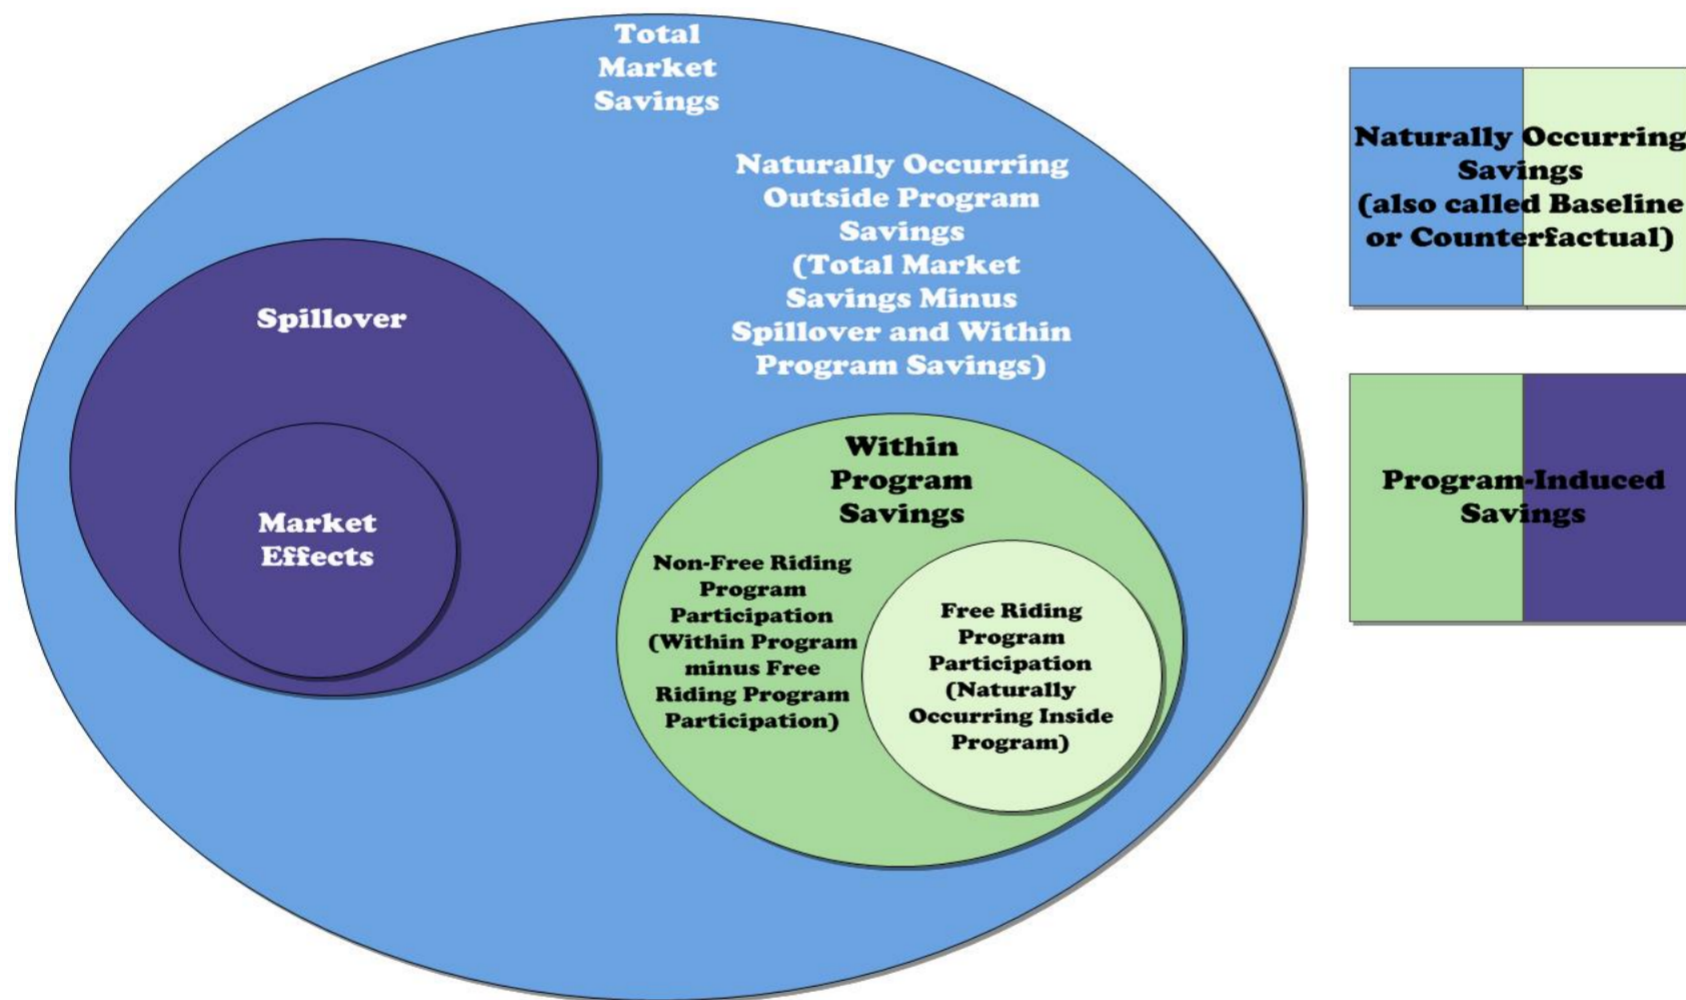 Total
Market
Savings
Naturally Occurring
Outside Program
Savings
(Total Market
Savings Minus
Spillover and Within
Program Savings)
Spillover
Market
Effects
Within
Program
Savings
Non-Free Riding
Program
Participation
(Within Program
minus Free
Riding Program
Participation)
Free Riding
Program
Participation
(Naturally
Occurring Inside
Program)
Naturally Occurring
Savings
(also called Baseline
or Counterfactual)
Program-Induced
Savings